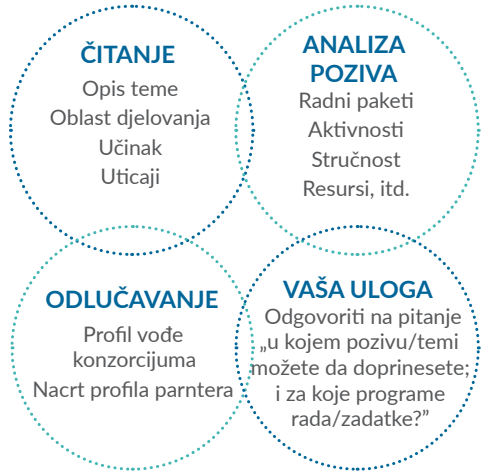 ČITANJE
Opis teme
Oblast djelovanja
Učinak
Uticaji
ANALIZA
POZIVA
Radni paketi
Aktivnosti
Stručnost
Resursi, itd.
ODLUČAVANJE
Profil vođe
konzorcijuma
Nacrt profila parntera
VAŠA ULOGA
Odgovoriti na pitanje
„u kojem pozivu/temi
možete da doprinesete;
i za koje programe
rada/zadatke?”